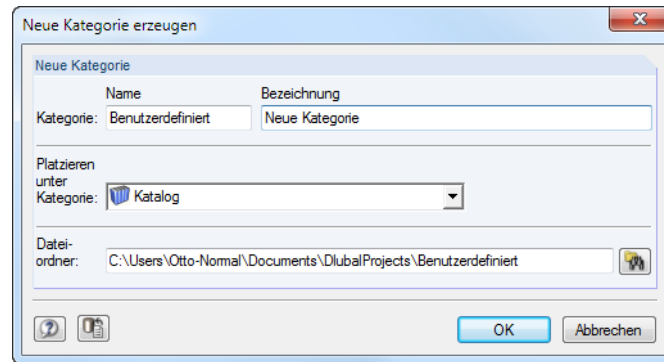 Neue Kategorie erzeugen
Neue Kategorie
Name Bezeichnung
Kategorie: Benutzerdefiniert Neue Kategorie
Platzieren
unter
Kategorie: Katalog
Datei-
ordner: C:\Users\Otto-Normal\Documents\DlubalProjects\Benutzerdefiniert
OK Abbrechen